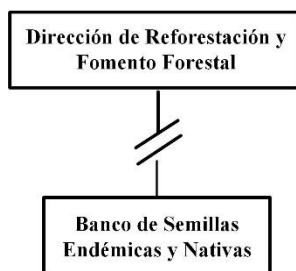 Dirección de Reforestación y
Fomento Forestal
Banco de Semillas
Endémicas y Nativas